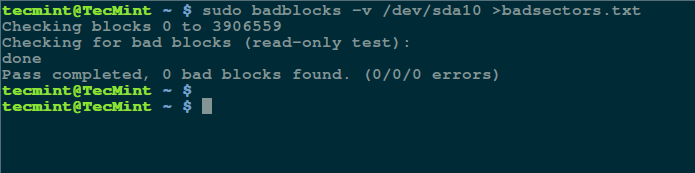 tecmint@TecMint ~ $ sudo badblocks -v /dev/sda10 >badsectors.txt
Checking blocks 0 to 3906559
Checking for bad blocks (read-only test):
done
Pass completed, 0 bad blocks found. (0/0/0 errors)
tecmint@TecMint ~ $
tecmint@TecMint ~ $